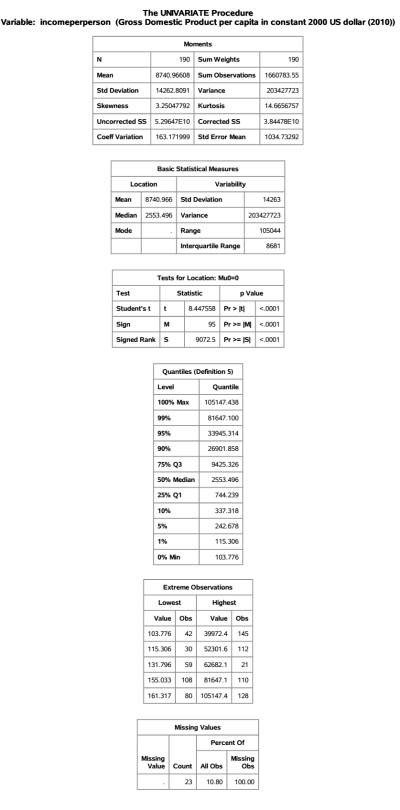 The UNIVARIATE Procedure
Variable: incomeperperson (Gross Domestic Product per capita in constant 2000 US dollar (2010))
Moments
N 190 Sum Weights 190
Mean 8740.96608 Sum Observations 1660783.55
Std Deviation 14262.8091 Variance 203427723
Skewness 3.25047792 Kurtosis 14.6656757
Uncorrected SS 5.29647E10 Corrected SS 3.84478E10
Coeff Variation 163.171999 Std Error Mean 1034.73292
Basic Statistical Measures
Location Variability
Mean 8740.966 Std Deviation 14263
Median 2553.496 Variance 203427723
Mode . Range 105044
Interquartile Range 8681
Tests for Location: Mu0=0
Test Statistic p Value
Student's t t 8.447558 Pr > |t| <.0001
Sign M 95 Pr >= |M| <.0001
Signed Rank S 9072.5 Pr >= |S| <.0001
Quantiles (Definition 5)
Level Quantile
100% Max 105147.438
99% 81647.100
95% 33945.314
90% 26901.858
75% Q3 9425.326
50% Median 2553.496
25% Q1 744.239
10% 337.318
5% 242.678
1% 115.306
0% Min 103.776
Extreme Observations
Lowest Highest
Value Obs Value Obs
103.776 42 39972.4 145
115.306 30 52301.6 112
131.796 59 62682.1 21
155.033 108 81647.1 110
161.317 80 105147.4 128
Missing Values
Percent Of
Missing Value Count All Obs Missing Obs
. 23 10.80 100.00